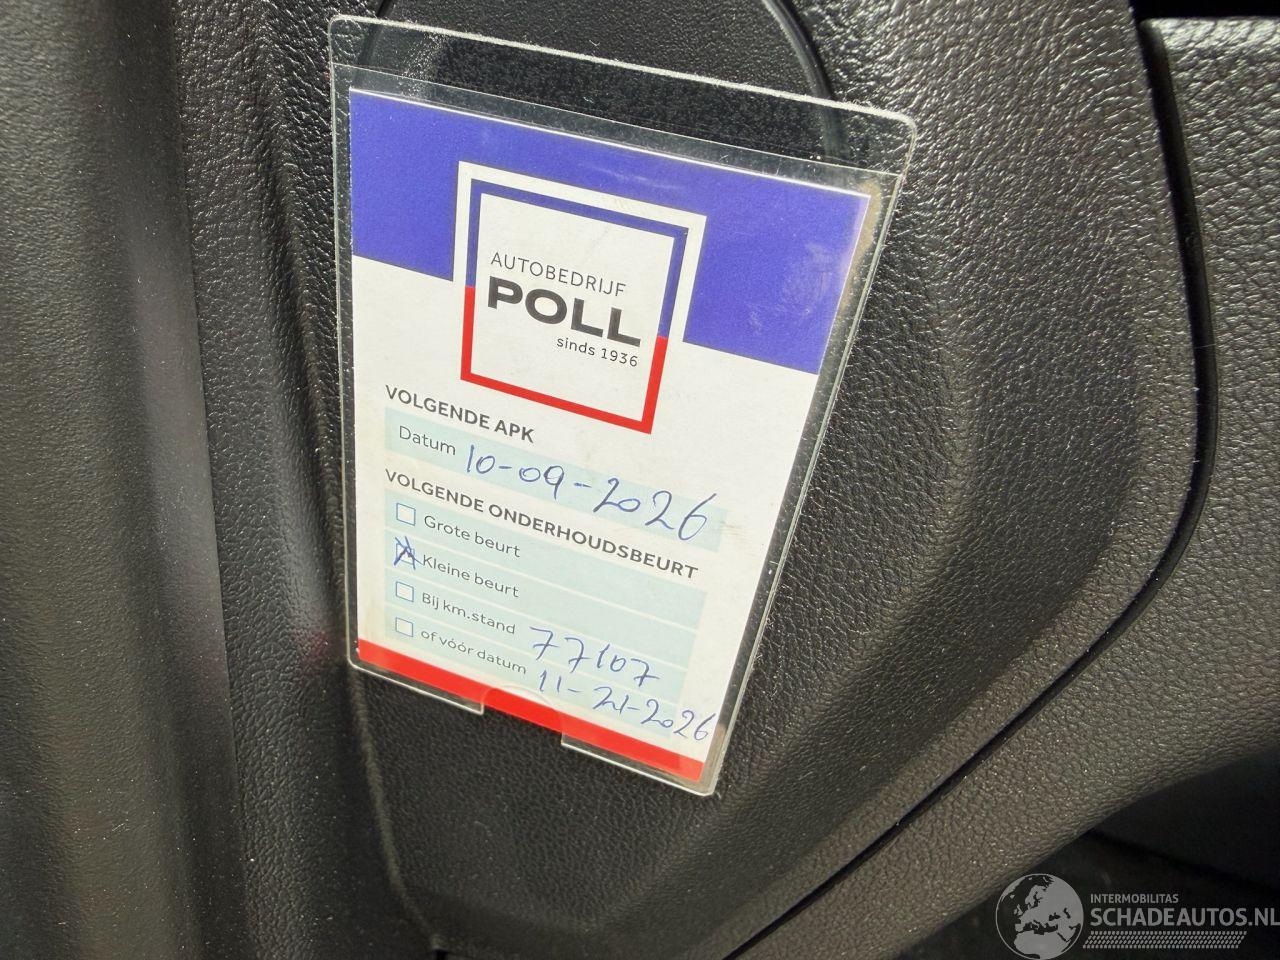 AUTOBEDRIJF
POLL
sinds 1936
VOLGENDE APK
Datum 10-09-2026
VOLGENDE ONDERHOUDSBEURT
Grote beurt
Kleine beurt
Bij km.stand 77107
of vóór datum 11-21-2026
INTERMOBILITAS
SCHADEAUTOS.NL